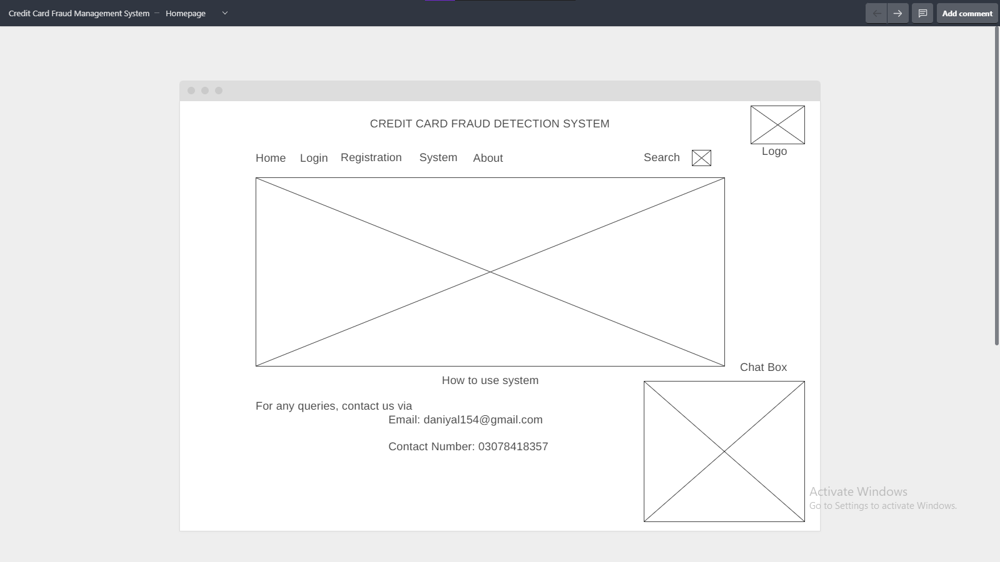 Credit Card Fraud Management System – Homepage
Add comment
CREDIT CARD FRAUD DETECTION SYSTEM
Logo
Home Login Registration System About Search
Chat Box
How to use system
For any queries, contact us via
Email: daniyal154@gmail.com
Contact Number: 03078418357
Activate Windows
Go to Settings to activate Windows.